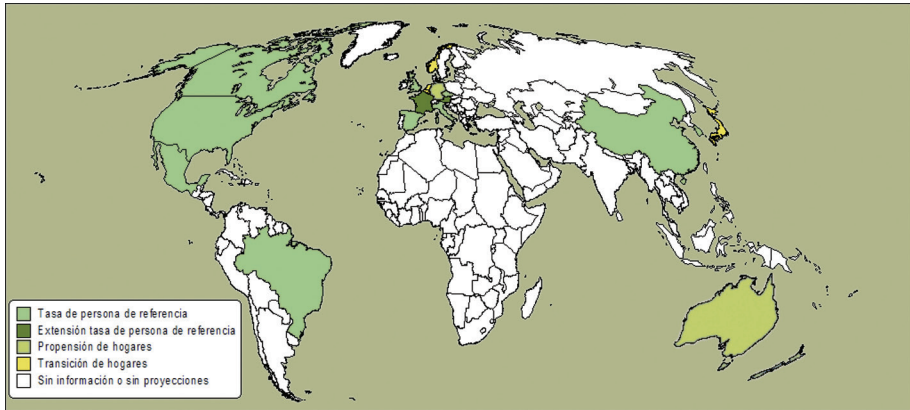 Tasa de persona de referencia
Extensión tasa de persona de referencia
Propensión de hogares
Transición de hogares
Sin información o sin proyecciones